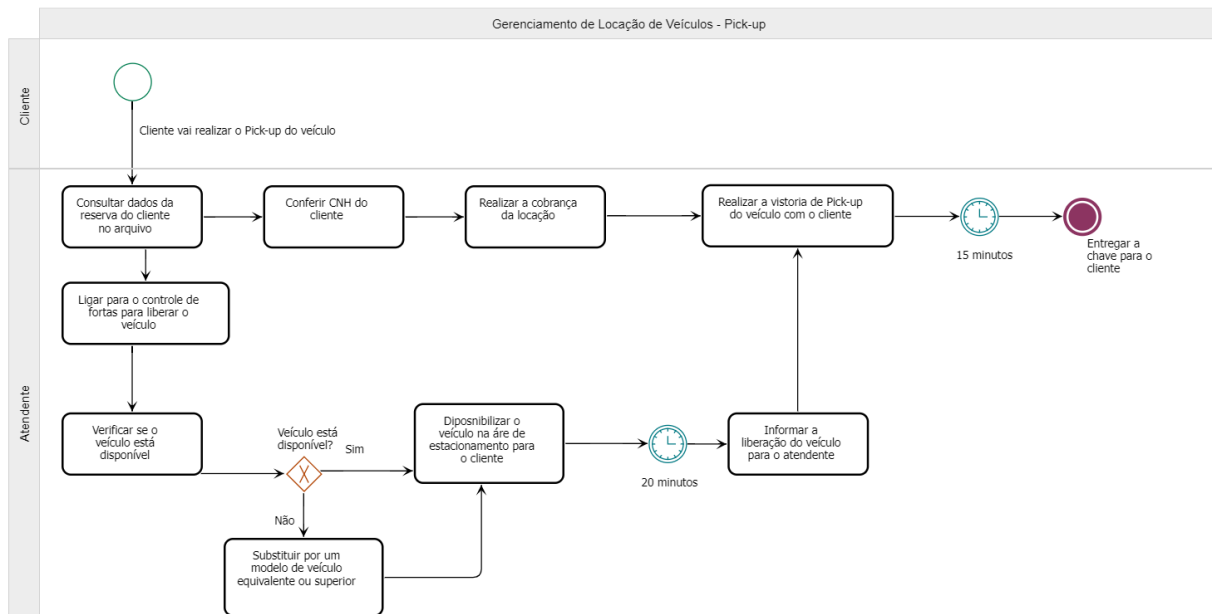 Gerenciamento de Locação de Veículos - Pick-up
Cliente
Cliente vai realizar o Pick-up do veículo
Atendente
Consultar dados da
reserva do cliente
no arquivo
Conferir CNH do
cliente
Realizar a cobrança
da locação
Realizar a vistoria de Pick-up
do veículo com o cliente
15 minutos
Entregar a
chave para o
cliente
Ligar para o controle de
fortas para liberar o
veículo
Verificar se o
veículo está
disponível
Veículo está
disponível?
Sim
Não
Diposnibilizar o
veículo na áre de
estacionamento para
o cliente
20 minutos
Informar a
liberação do veículo
para o atendente
Substituir por um
modelo de veículo
equivalente ou superior